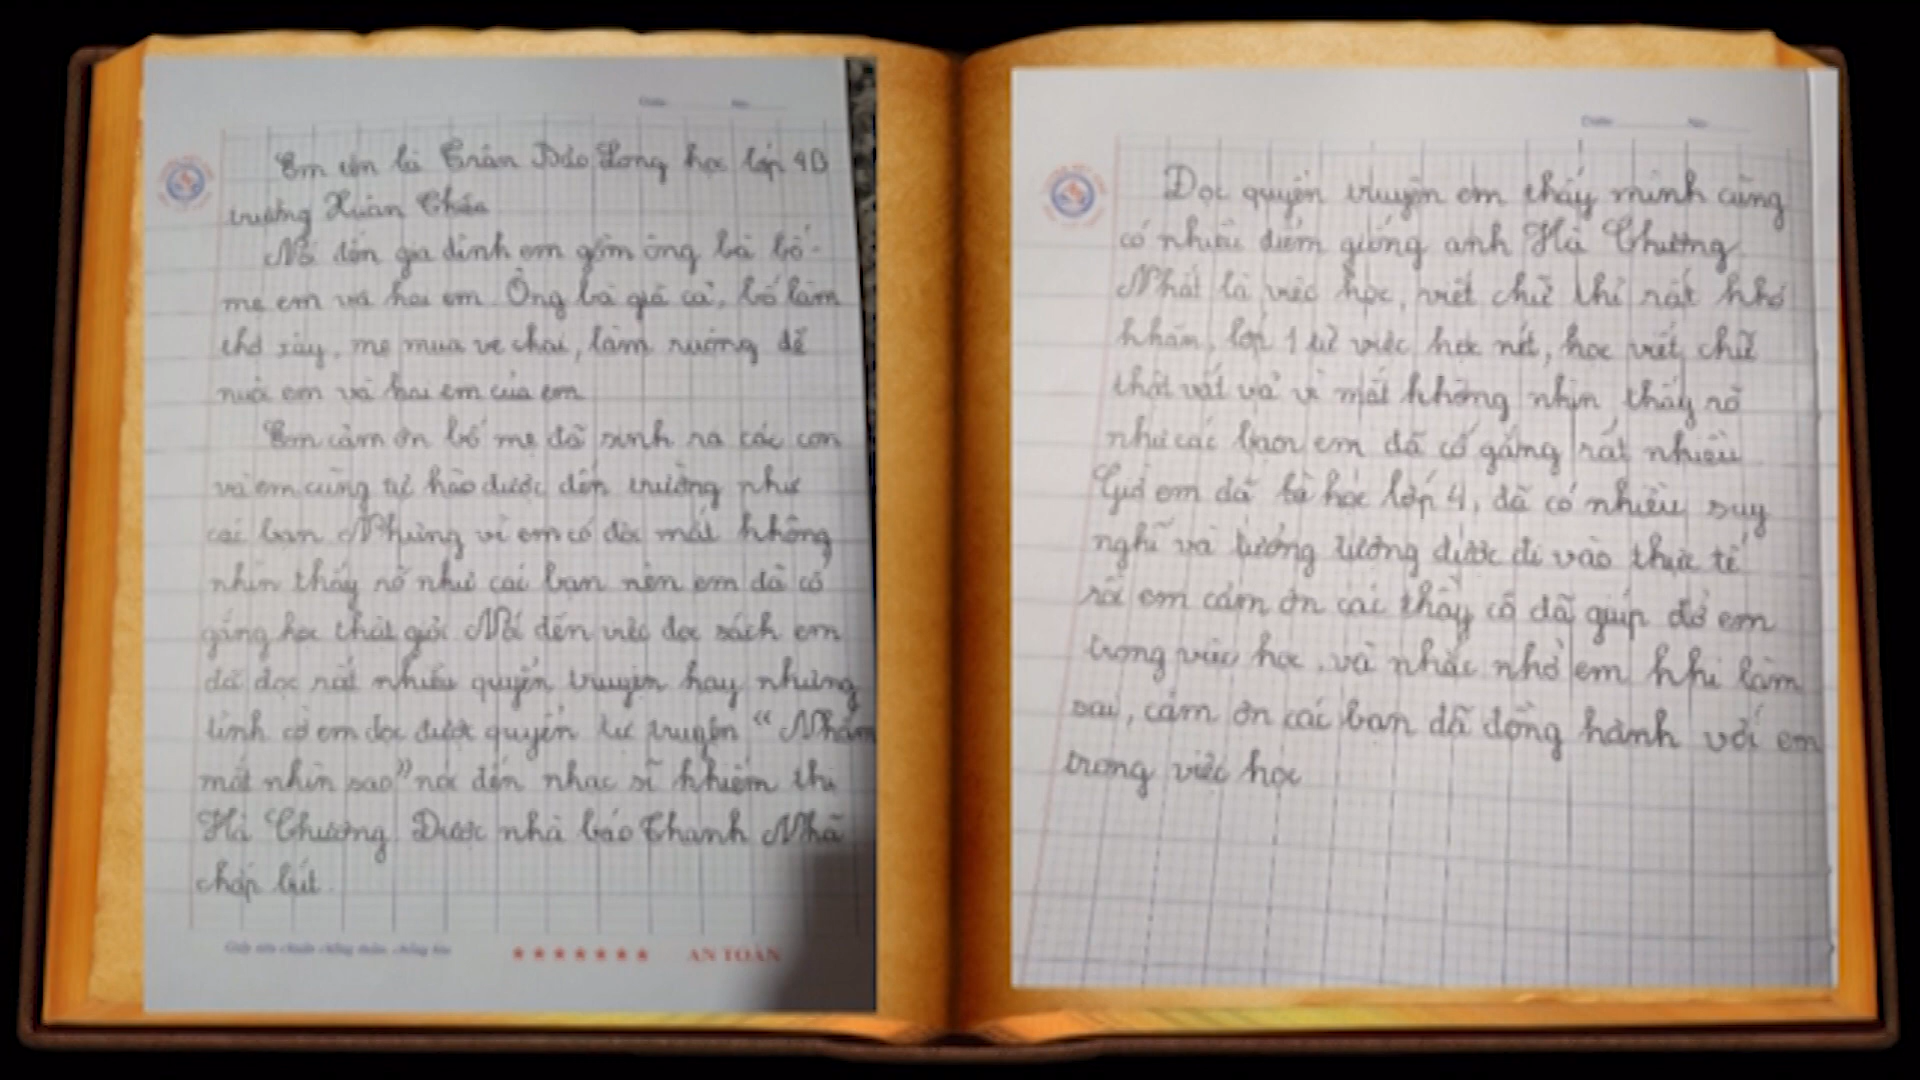 Em tên là Trần Bảo Long học lớp 4B
trường Xuân Châu
Nói đến gia đình em gồm ông bà bố
mẹ em và hai em. Ông bà già cả, bố làm
thợ xây, mẹ mua ve chai, làm ruộng để
nuôi em và hai em của em
Em cảm ơn bố mẹ đã sinh ra các con
và em cũng tự hào được đến trường như
các bạn Nhưng vì em có đôi mắt không
nhìn thấy rõ như các bạn nên em đã cố
gắng học thật giỏi Nói đến việc đọc sách em
đã đọc rất nhiều quyển truyện hay nhưng
tình cờ em đọc được quyển tự truyện "Nhắm
mắt nhìn sao" nói đến nhạc sĩ khiếm thị
Hà Chương Được nhà báo Thanh Nhã
chắp bút
Đọc quyển truyện em thấy mình cũng
có nhiều điểm giống anh Hà Chương
Nhất là việc học, viết chữ thì rất khó
khăn, lớp 1 từ việc học nét, học viết chữ
thật vất vả vì mắt không nhìn thấy rõ
như các bạn em đã cố gắng rất nhiều
Giờ em đã là học lớp 4, đã có nhiều suy
nghĩ và tưởng tượng được đi vào thực tế
rồi em cảm ơn các thầy cô đã giúp đỡ em
trong việc học, và nhắc nhở em khi làm
sai, cảm ơn các bạn đã đồng hành với em
trong việc học
AN TOÀN